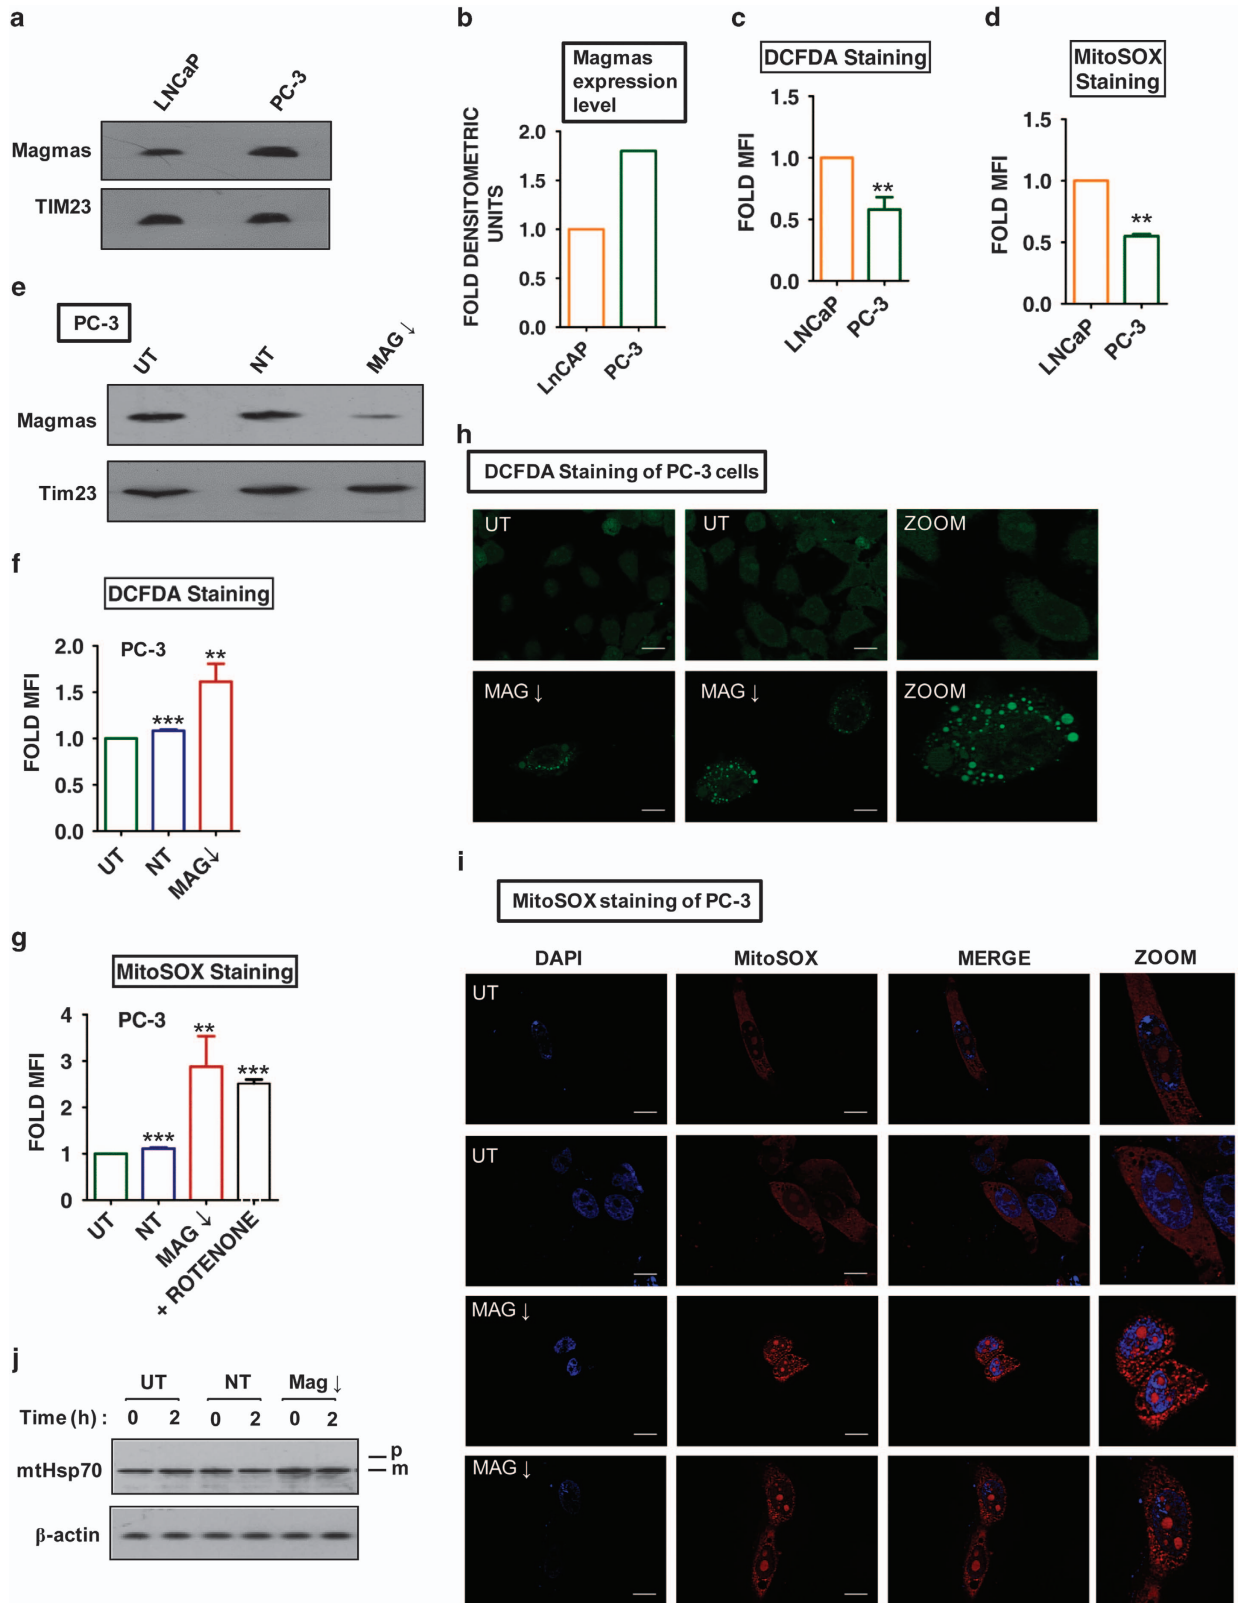 a
LNCaP
PC-3
Magmas
TIM23
b
Magmas
expression
level
FOLD DENSITOMETRIC
UNITS
2.0
1.5
1.0
0.5
0.0
LnCAP
PC-3
c
DCFDA Staining
FOLD MFI
1.5
1.0
0.5
0.0
**
LNCaP
PC-3
d
MitoSOX
Staining
FOLD MFI
1.5
1.0
0.5
0.0
**
LNCaP
PC-3
e
PC-3
UT
NT
MAG↓
Magmas
Tim23
f
DCFDA Staining
PC-3
FOLD MFI
2.0
1.5
1.0
0.5
0.0
***
**
UT
NT
MAG↓
g
MitoSOX Staining
PC-3
FOLD MFI
4
3
2
1
0
***
**
***
UT
NT
MAG ↓
+ ROTENONE
h
DCFDA Staining of PC-3 cells
UT
UT
ZOOM
MAG ↓
MAG ↓
ZOOM
i
MitoSOX staining of PC-3
DAPI
MitoSOX
MERGE
ZOOM
UT
UT
MAG ↓
MAG ↓
j
UT
NT
Mag ↓
Time (h) : 0 2 0 2 0 2
mtHsp70
p
m
β-actin